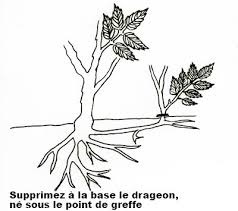 Supprimez á la base le drageon,
né sous le point de greffe